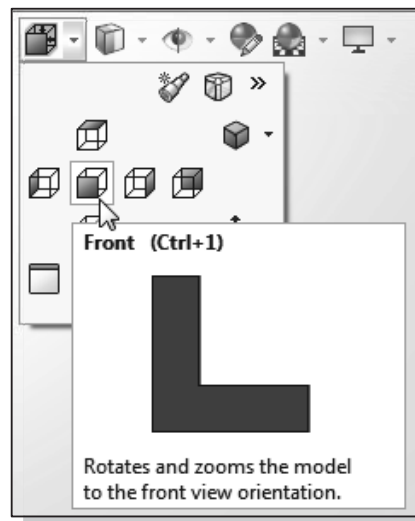 »
Front (Ctrl+1)
Rotates and zooms the model
to the front view orientation.